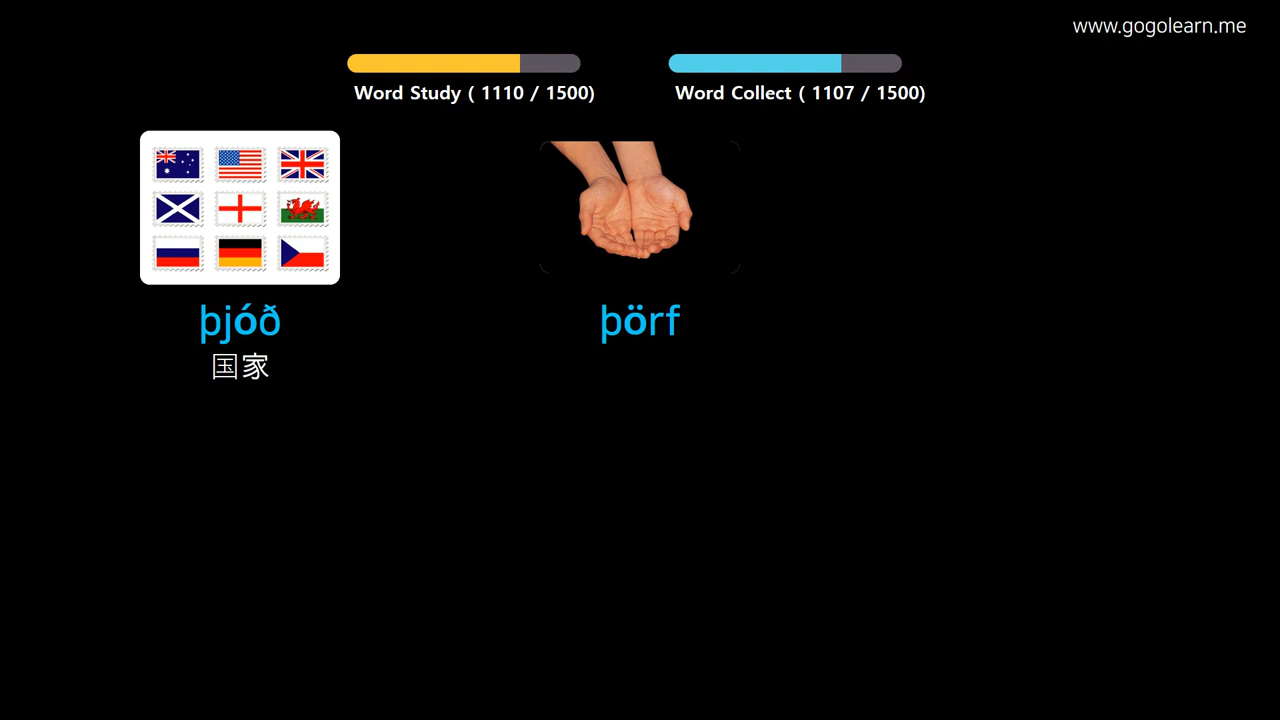 www.gogolearn.me
Word Study ( 1110 / 1500)
Word Collect ( 1107 / 1500)
þjóð
þörf
国家